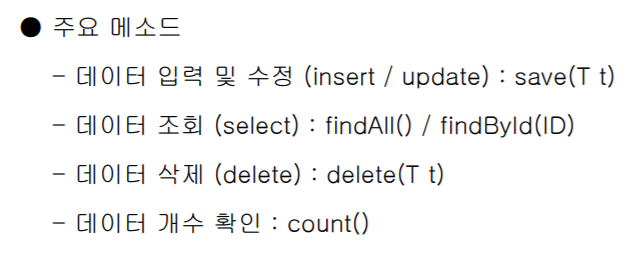 ● 주요 메소드
- 데이터 입력 및 수정 (insert / update) : save(T t)
- 데이터 조회 (select) : findAll() / findById(ID)
- 데이터 삭제 (delete) : delete(T t)
- 데이터 개수 확인 : count()